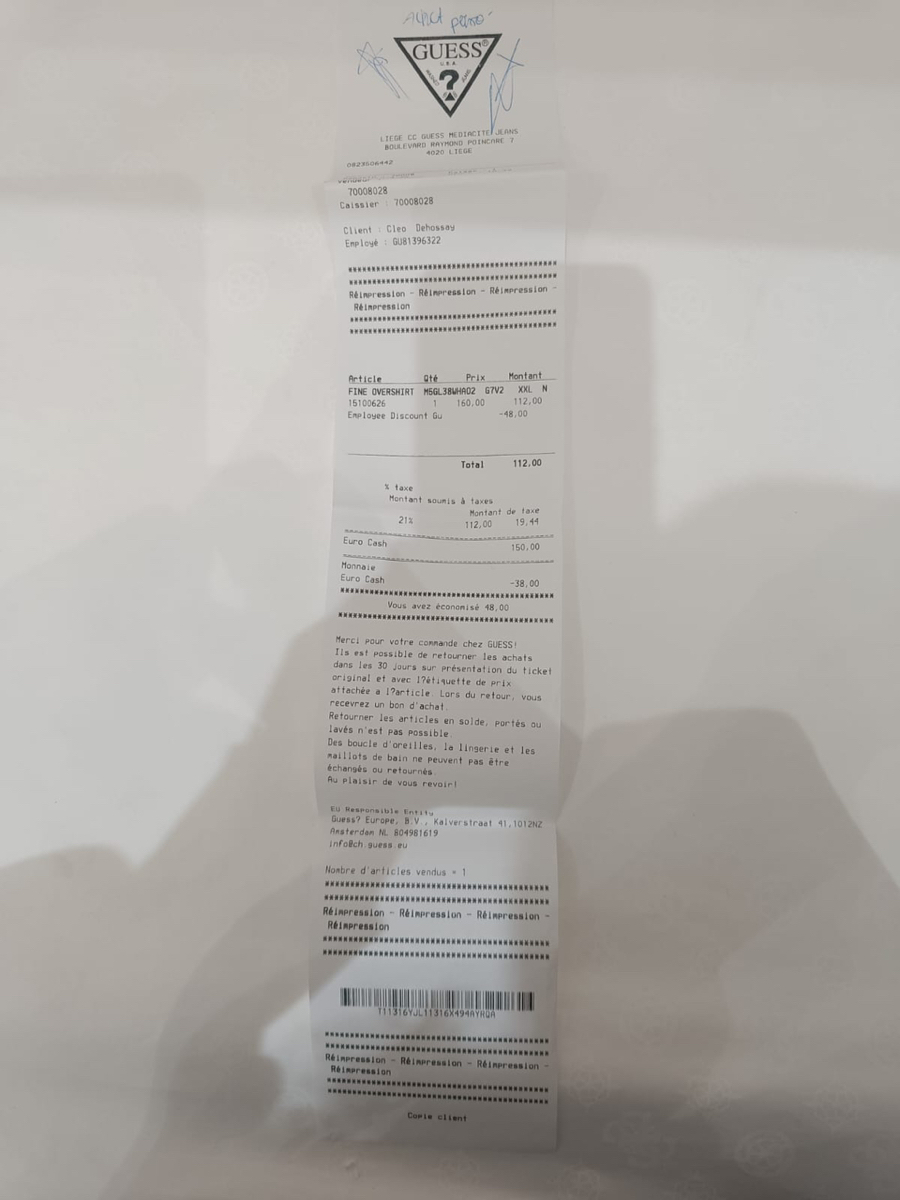 Achat perso
GUESS®
U.S.A.
?
LIEGE CC GUESS MEDIACITE JEANS
BOULEVARD RAYMOND POINCARE 7
4020 LIEGE
0823506442
70008028
Caissier : 70008028
Client : Cleo Dehossay
Employé : GU81396322
Réimpression - Réimpression - Réimpression -
Réimpression
Article Qté Prix Montant
FINE OVERSHIRT M5GL38WHAO2 G7V2 XXL N
15100626 1 160,00 112,00
Employee Discount Gu -48,00
Total 112,00
% taxe
Montant soumis à taxes
Montant de taxe
21% 112,00 19,44
Euro Cash 150,00
Monnaie
Euro Cash -38,00
Vous avez économisé 48,00
Merci pour votre commande chez GUESS!
Ils est possible de retourner les achats
dans les 30 jours sur présentation du ticket
original et avec l?étiquette de prix
attachée a l?article. Lors du retour, vous
recevrez un bon d'achat.
Retourner les articles en solde, portés ou
lavés n'est pas possible.
Des boucle d'oreilles, la lingerie et les
maillots de bain ne peuvent pas être
échangés ou retournés.
Au plaisir de vous revoir!
EU Responsible Entity
Guess? Europe, B.V., Kalverstraat 41,1012NZ
Amsterdam NL 804981619
info@ch.guess.eu
Nombre d'articles vendus = 1
Réimpression - Réimpression - Réimpression -
Réimpression
T11316YJL11316X494AYRQA
Réimpression - Réimpression - Réimpression -
Réimpression
Copie client